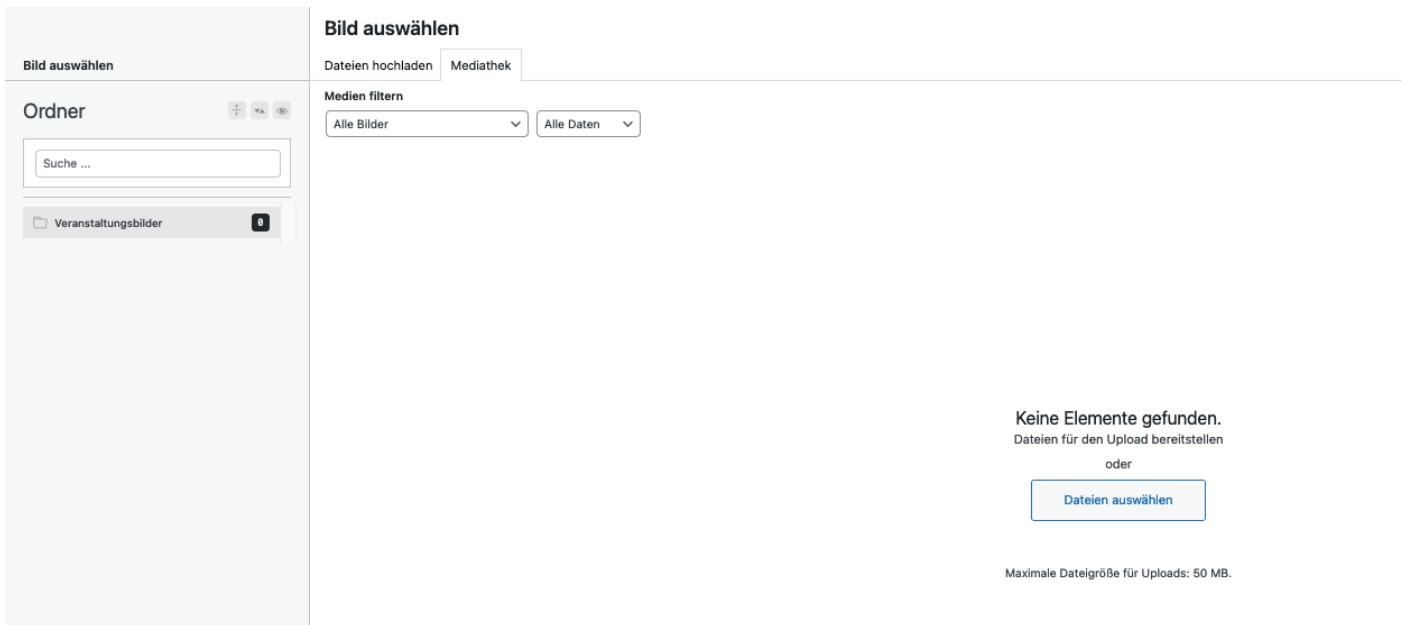 Bild auswählen
Ordner
Suche ...
Veranstaltungsbilder 0
Bild auswählen
Dateien hochladen Mediathek
Medien filtern
Alle Bilder Alle Daten
Keine Elemente gefunden.
Dateien für den Upload bereitstellen
oder
Dateien auswählen
Maximale Dateigröße für Uploads: 50 MB.